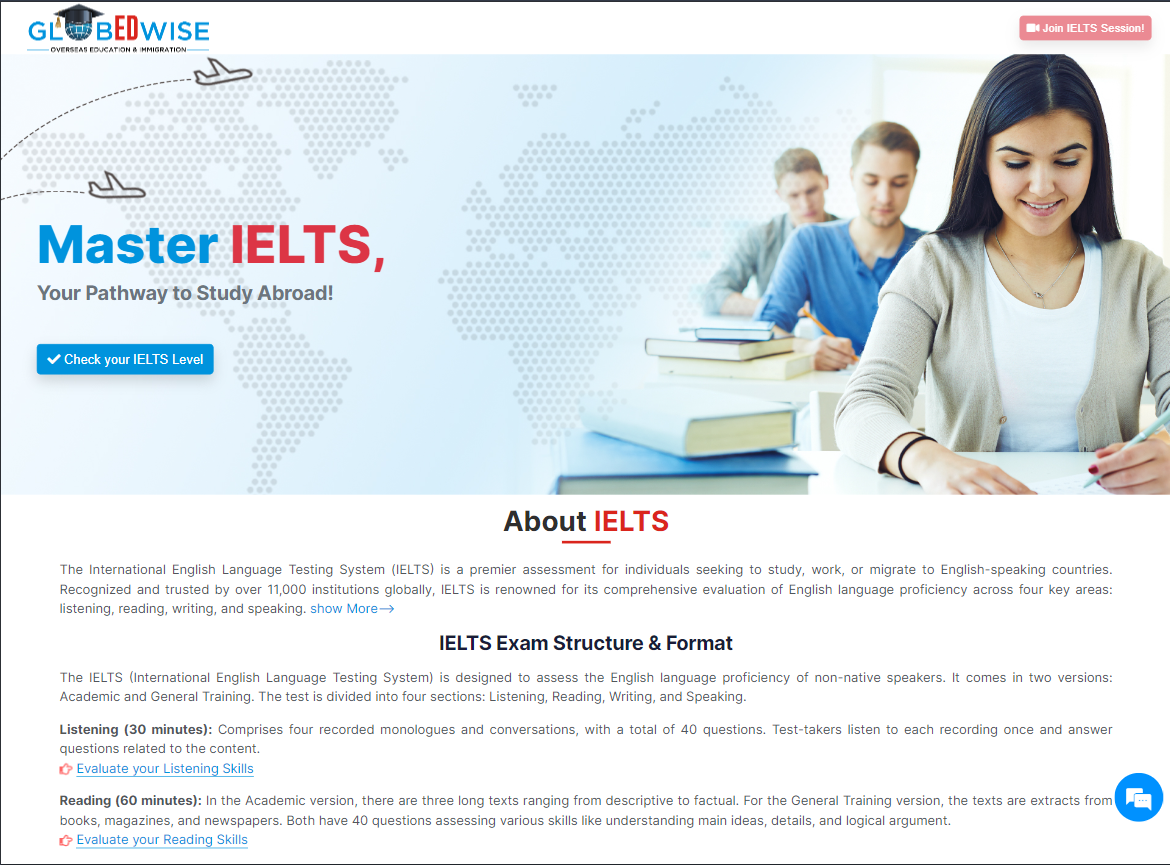 GLOBEDWISE
OVERSEAS EDUCATION & IMMIGRATION
Join IELTS Session!
Master IELTS,
Your Pathway to Study Abroad!
Check your IELTS Level
About IELTS
The International English Language Testing System (IELTS) is a premier assessment for individuals seeking to study, work, or migrate to English-speaking countries.
Recognized and trusted by over 11,000 institutions globally, IELTS is renowned for its comprehensive evaluation of English language proficiency across four key areas:
listening, reading, writing, and speaking. show More
IELTS Exam Structure & Format
The IELTS (International English Language Testing System) is designed to assess the English language proficiency of non-native speakers. It comes in two versions:
Academic and General Training. The test is divided into four sections: Listening, Reading, Writing, and Speaking.
Listening (30 minutes): Comprises four recorded monologues and conversations, with a total of 40 questions. Test-takers listen to each recording once and answer
questions related to the content.
Evaluate your Listening Skills
Reading (60 minutes): In the Academic version, there are three long texts ranging from descriptive to factual. For the General Training version, the texts are extracts from
books, magazines, and newspapers. Both have 40 questions assessing various skills like understanding main ideas, details, and logical argument.
Evaluate your Reading Skills